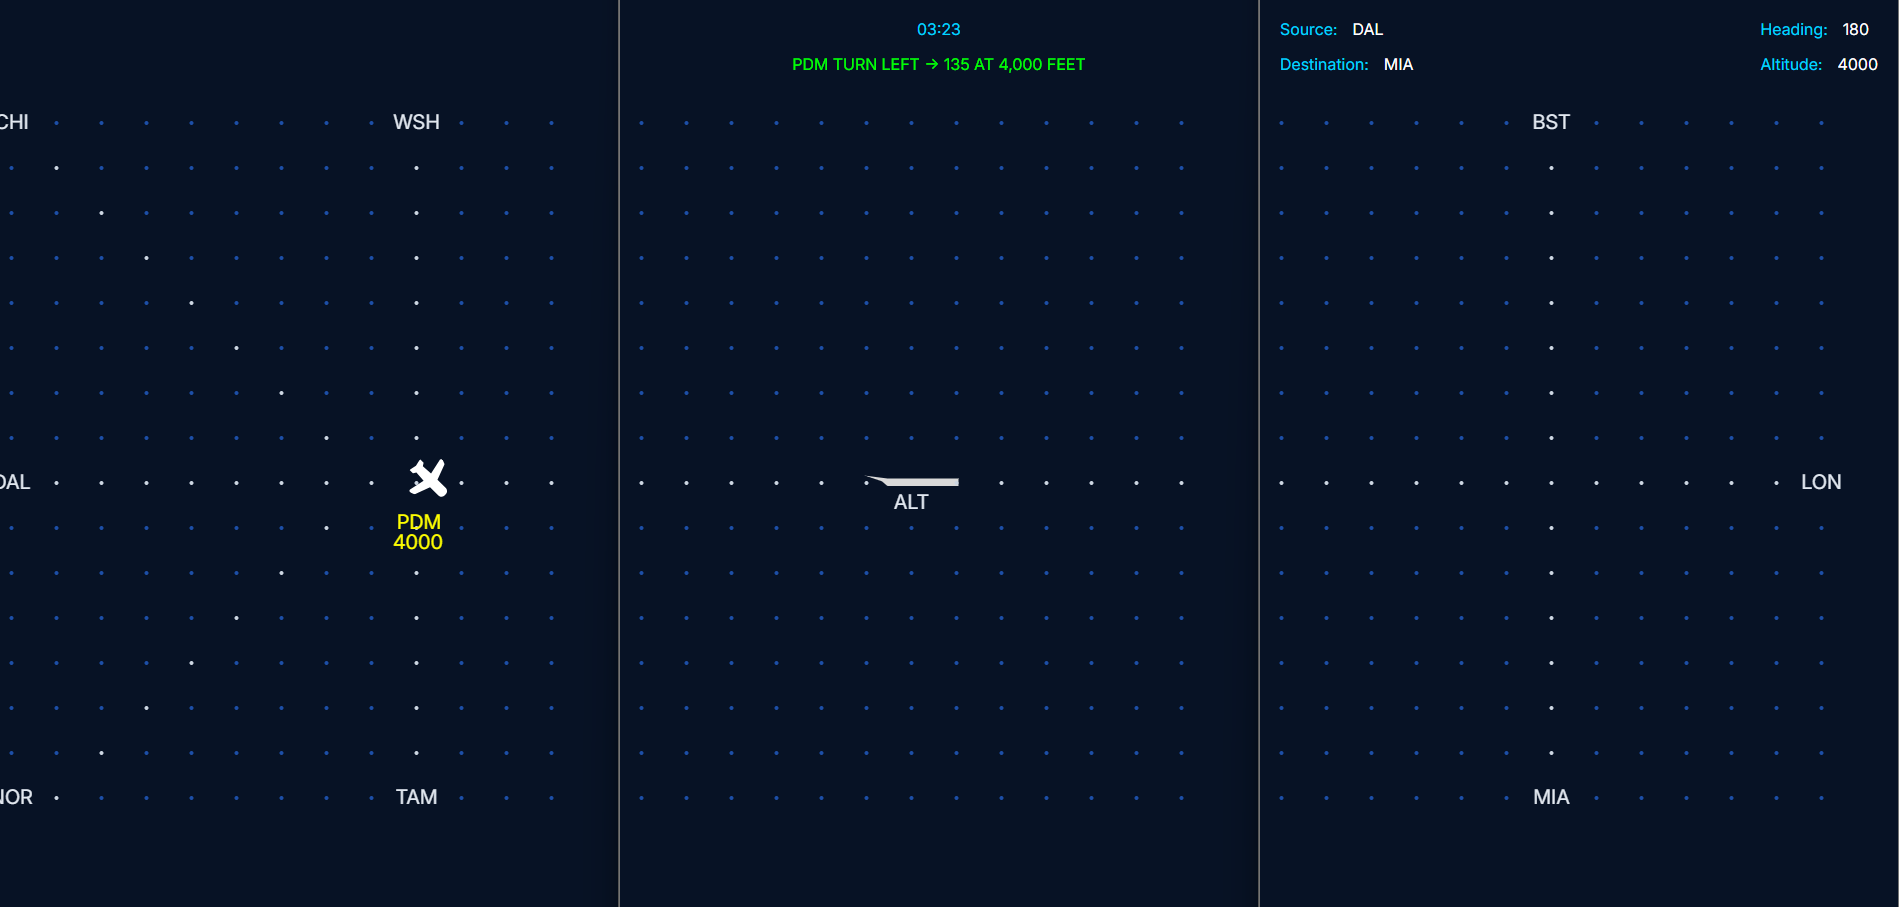 03:23
PDM TURN LEFT → 135 AT 4,000 FEET
Source: DAL
Heading: 180
Destination: MIA
Altitude: 4000
CHI
WSH
BST
DAL
LON
PDM
4000
ALT
NOR
TAM
MIA